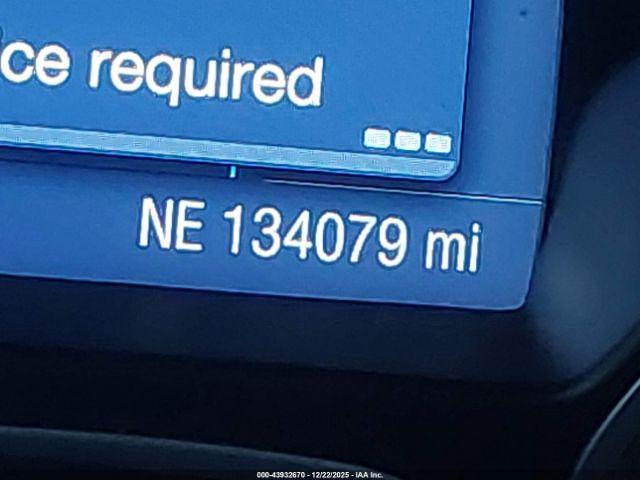 ce required
NE 134079 mi
000-43932670 - 12/22/2025 - IAA Inc.